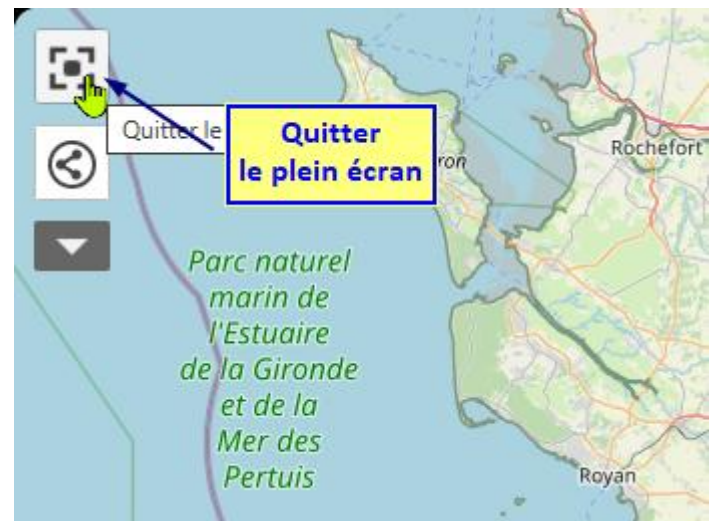 Quitter le
Quitter
le plein écran
ron
Rochefort
Parc naturel
marin de
l'Estuaire
de la Gironde
et de la
Mer des
Pertuis
Royan